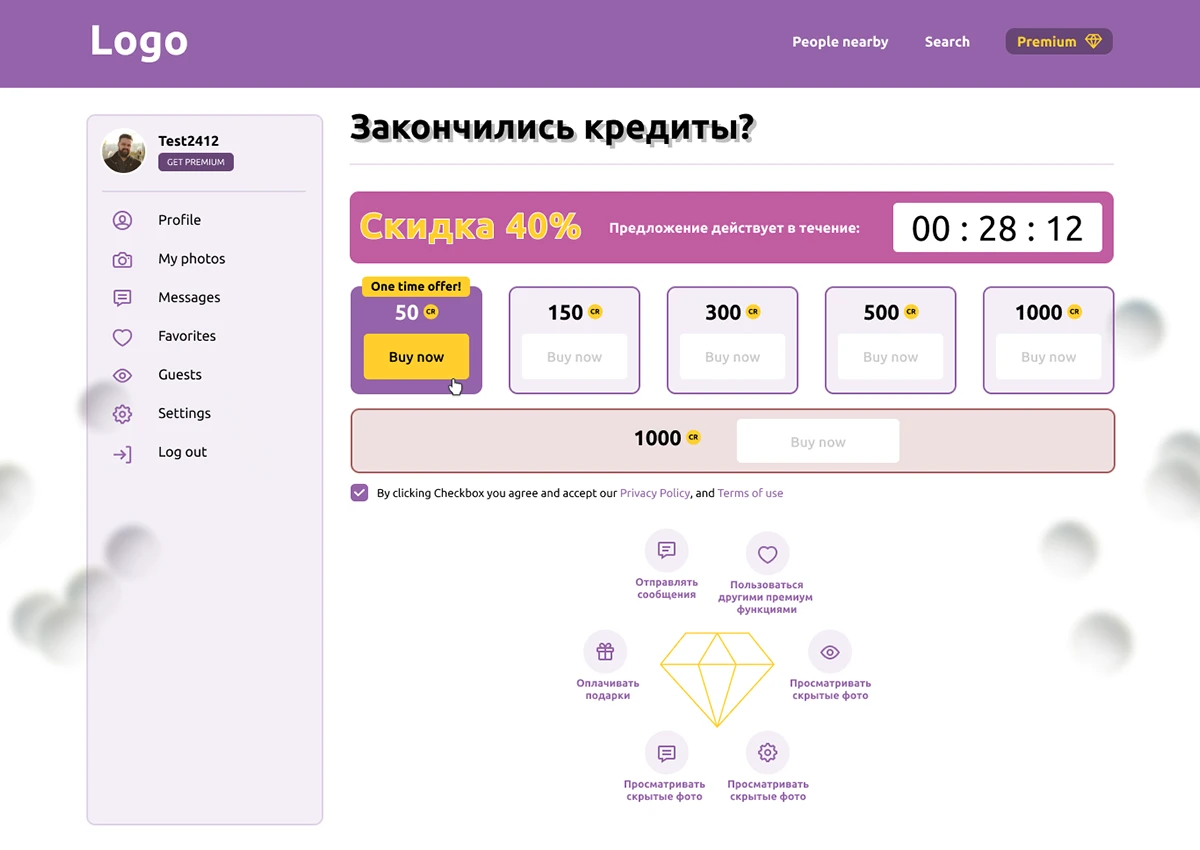 Logo
People nearby
Search
Premium
Test2412
GET PREMIUM
Profile
My photos
Messages
Favorites
Guests
Settings
Log out
Закончились кредиты?
Скидка 40%
Предложение действует в течение:
00 : 28 : 12
One time offer!
50 CR
Buy now
150 CR
Buy now
300 CR
Buy now
500 CR
Buy now
1000 CR
Buy now
1000 CR
Buy now
By clicking Checkbox you agree and accept our Privacy Policy, and Terms of use
Отправлять
сообщения
Пользоваться
другими премиум
функциями
Оплачивать
подарки
Просматривать
скрытые фото
Просматривать
скрытые фото
Просматривать
скрытые фото